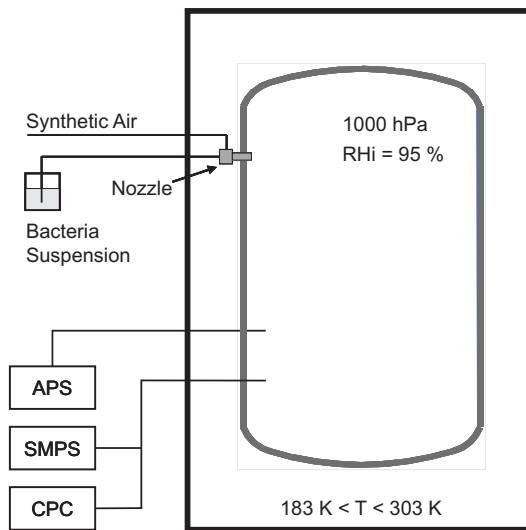 1000 hPa
RHi = 95 %
Synthetic Air
Nozzle
Bacteria
Suspension
APS
SMPS
CPC
183 K < T < 303 K